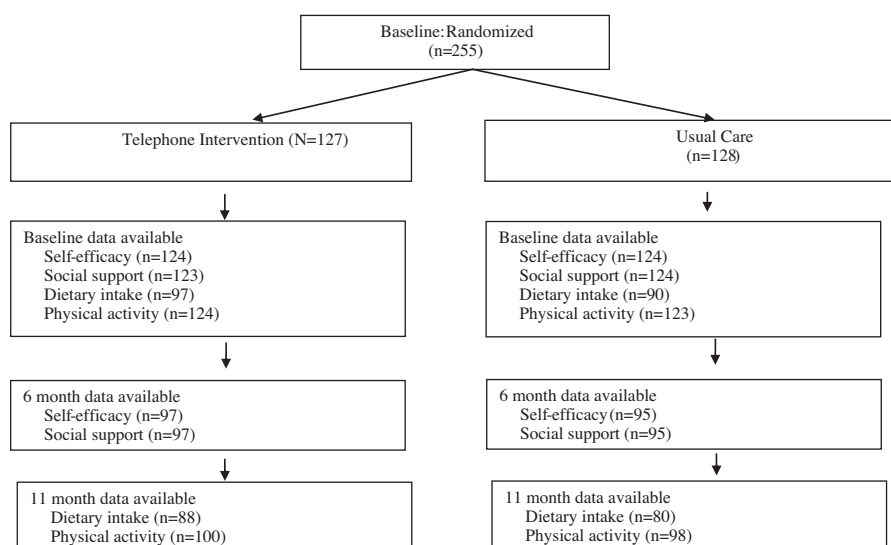 Baseline:Randomized
(n=255)
Telephone Intervention (N=127)
Usual Care
(n=128)
Baseline data available
Self-efficacy (n=124)
Social support (n=123)
Dietary intake (n=97)
Physical activity (n=124)
Baseline data available
Self-efficacy (n=124)
Social support (n=124)
Dietary intake (n=90)
Physical activity (n=123)
6 month data available
Self-efficacy (n=97)
Social support (n=97)
6 month data available
Self-efficacy(n=95)
Social support (n=95)
11 month data available
Dietary intake (n=88)
Physical activity (n=100)
11 month data available
Dietary intake (n=80)
Physical activity (n=98)